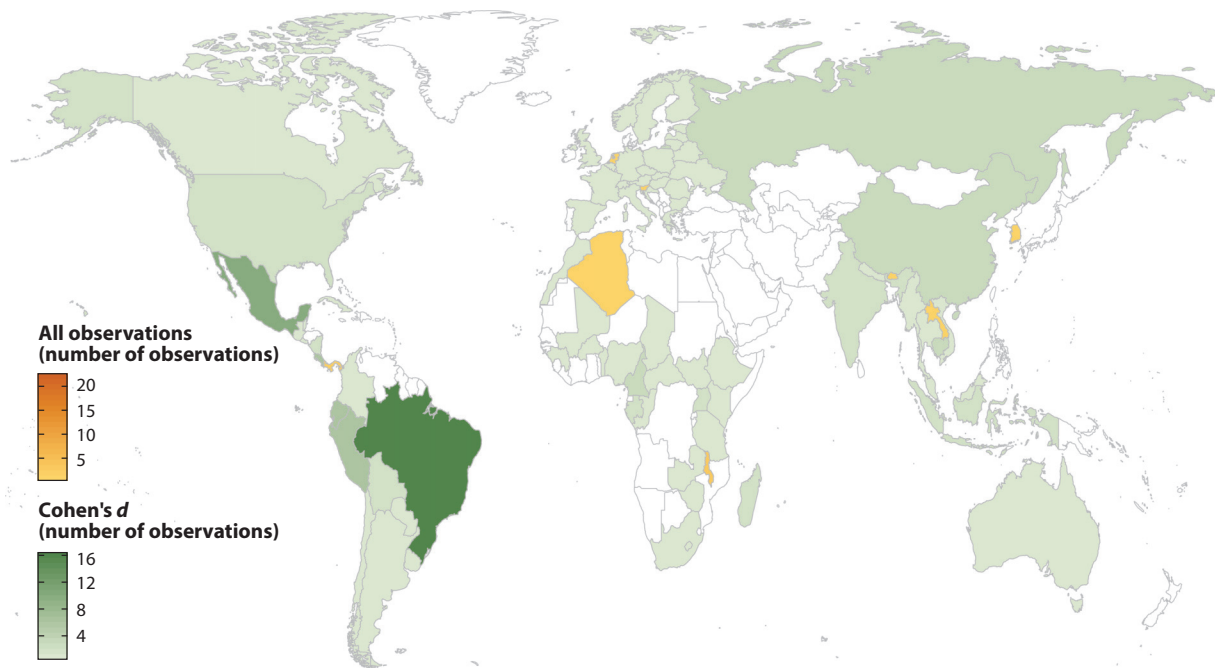 All observations
(number of observations)
20
15
10
5
Cohen's d
(number of observations)
16
12
8
4